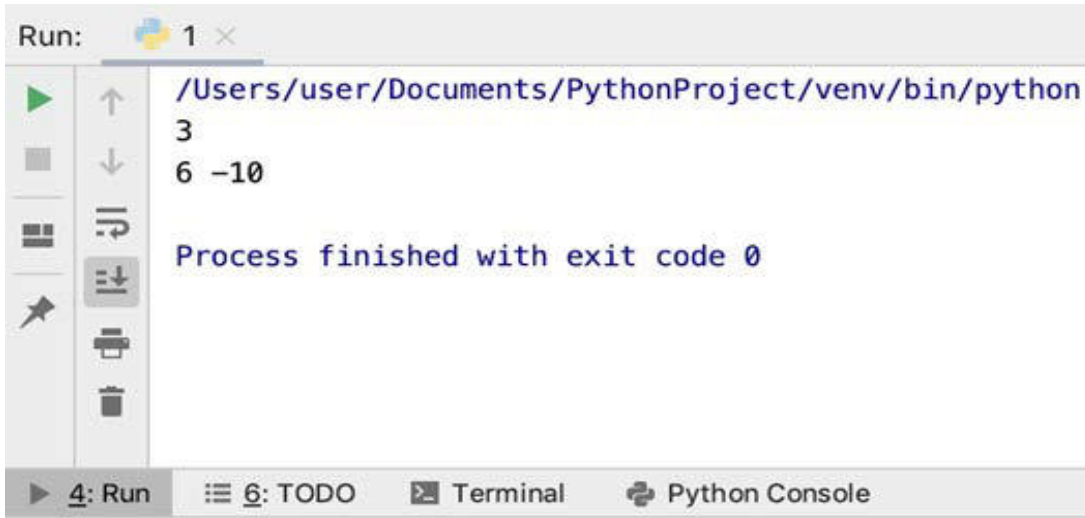 Run: 1
/Users/user/Documents/PythonProject/venv/bin/python
3
6 -10
Process finished with exit code 0
4: Run 6: TODO Terminal Python Console